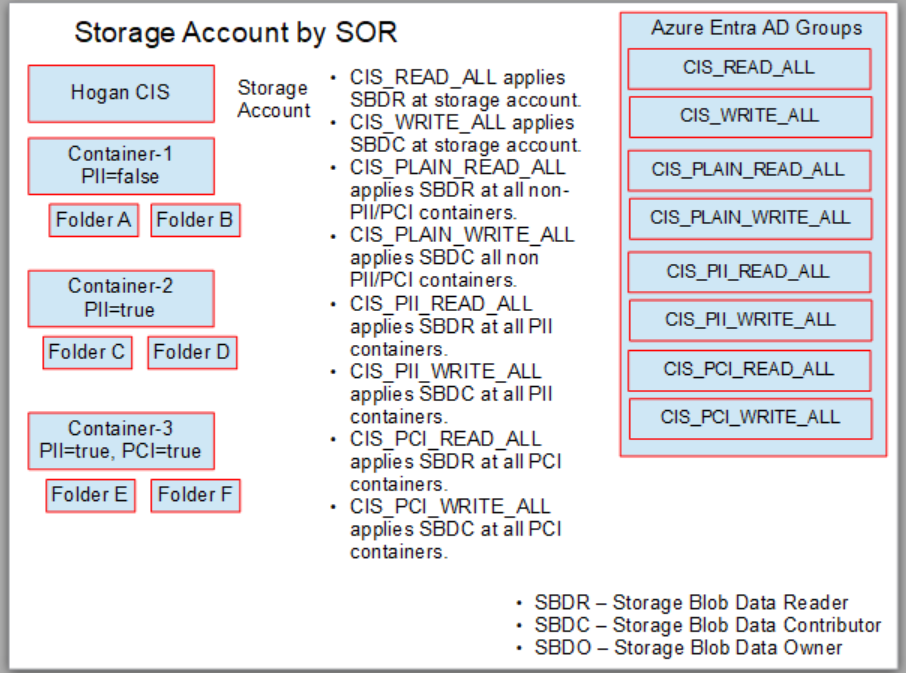 Storage Account by SOR
Hogan CIS
Storage
Account
Container-1
PII=false
Folder A
Folder B
Container-2
PII=true
Folder C
Folder D
Container-3
PII=true, PCI=true
Folder E
Folder F
• CIS_READ_ALL applies
SBDR at storage account.
• CIS_WRITE_ALL applies
SBDC at storage account.
• CIS_PLAIN_READ_ALL
applies SBDR at all non-
PII/PCI containers.
• CIS_PLAIN_WRITE_ALL
applies SBDC all non
PII/PCI containers.
• CIS_PII_READ_ALL
applies SBDR at all PII
containers.
• CIS_PII_WRITE_ALL
applies SBDC at all PII
containers.
• CIS_PCI_READ_ALL
applies SBDR at all PCI
containers.
• CIS_PCI_WRITE_ALL
applies SBDC at all PCI
containers.
Azure Entra AD Groups
CIS_READ_ALL
CIS_WRITE_ALL
CIS_PLAIN_READ_ALL
CIS_PLAIN_WRITE_ALL
CIS_PII_READ_ALL
CIS_PII_WRITE_ALL
CIS_PCI_READ_ALL
CIS_PCI_WRITE_ALL
• SBDR – Storage Blob Data Reader
• SBDC – Storage Blob Data Contributor
• SBDO – Storage Blob Data Owner